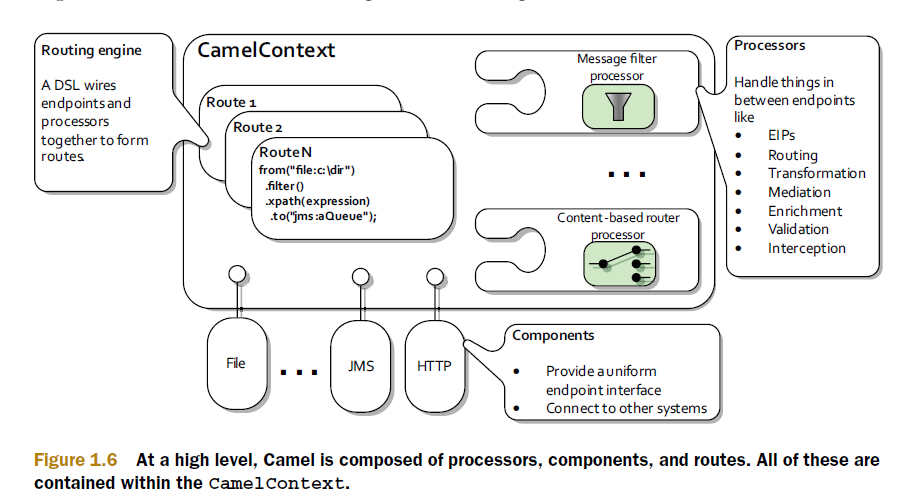 Routing engine
A DSL wires
endpoints and
processors
together to form
routes.
CamelContext
Route 1
Route 2
Route N
from("file:c:\dir")
.filter()
.xpath(expression)
.to("jms:aQueue");
Message filter
processor
...
Content-based router
processor
Processors
Handle things in
between endpoints
like
• EIPs
• Routing
• Transformation
• Mediation
• Enrichment
• Validation
• Interception
File
...
JMS
HTTP
Components
• Provide a uniform
endpoint interface
• Connect to other systems
Figure 1.6 At a high level, Camel is composed of processors, components, and routes. All of these are
contained within the CamelContext.